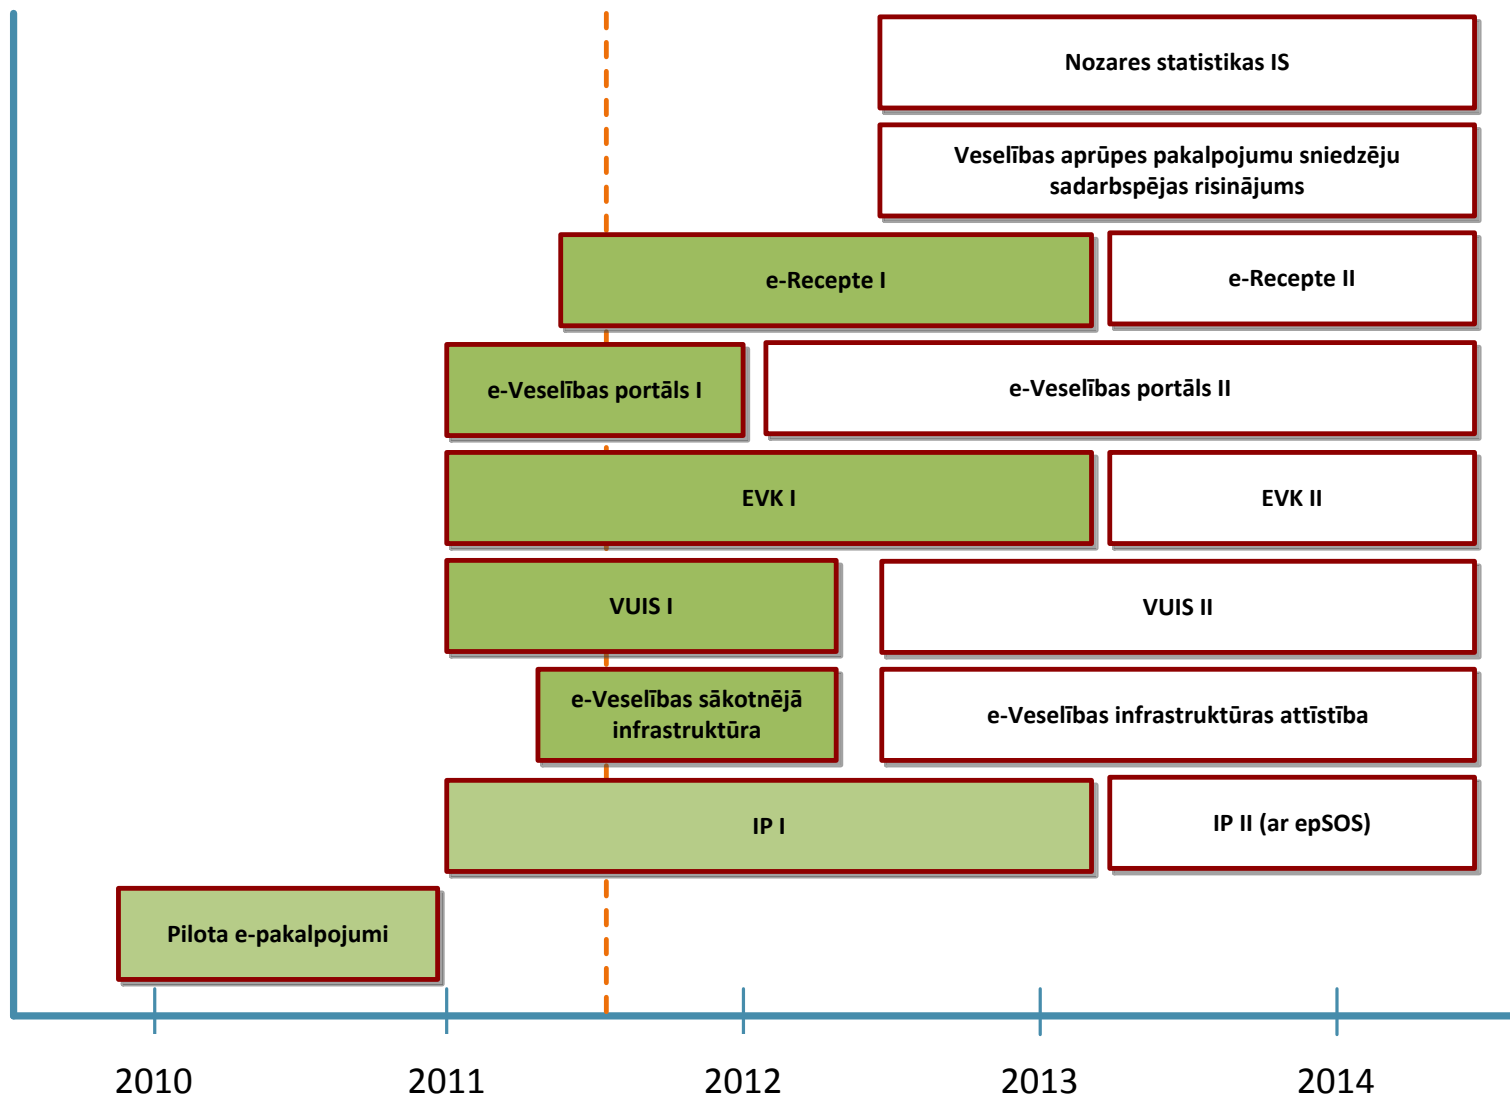 Nozares statistikas IS
Veselības aprūpes pakalpojumu sniedzēju
sadarbspējas risinājums
e-Recepte I
e-Recepte II
e-Veselības portāls I
e-Veselības portāls II
EVK I
EVK II
VUIS I
VUIS II
e-Veselības sākotnējā
infrastruktūra
e-Veselības infrastruktūras attīstība
IP I
IP II (ar epSOS)
Pilota e-pakalpojumi
2010
2011
2012
2013
2014